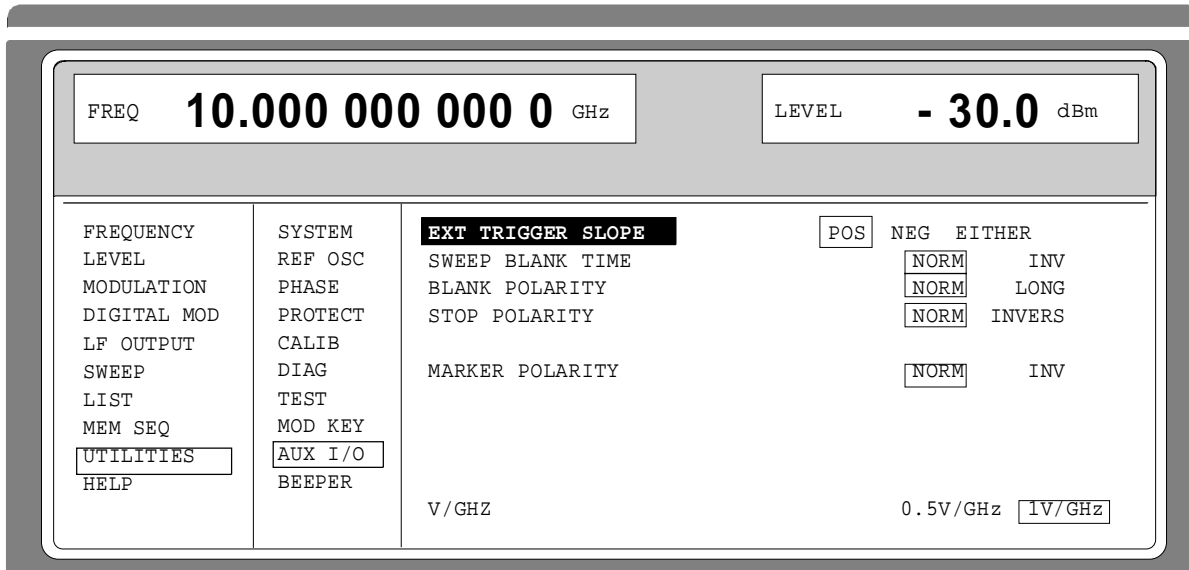 FREQ 10.000 000 000 0 GHz LEVEL - 30.0 dBm
FREQUENCY SYSTEM EXT TRIGGER SLOPE POS NEG EITHER
LEVEL REF OSC SWEEP BLANK TIME NORM INV
MODULATION PHASE BLANK POLARITY NORM LONG
DIGITAL MOD PROTECT STOP POLARITY NORM INVERS
LF OUTPUT CALIB
SWEEP DIAG MARKER POLARITY NORM INV
LIST TEST
MEM SEQ MOD KEY
UTILITIES AUX I/O
HELP BEEPER
V/GHZ 0.5V/GHz 1V/GHz